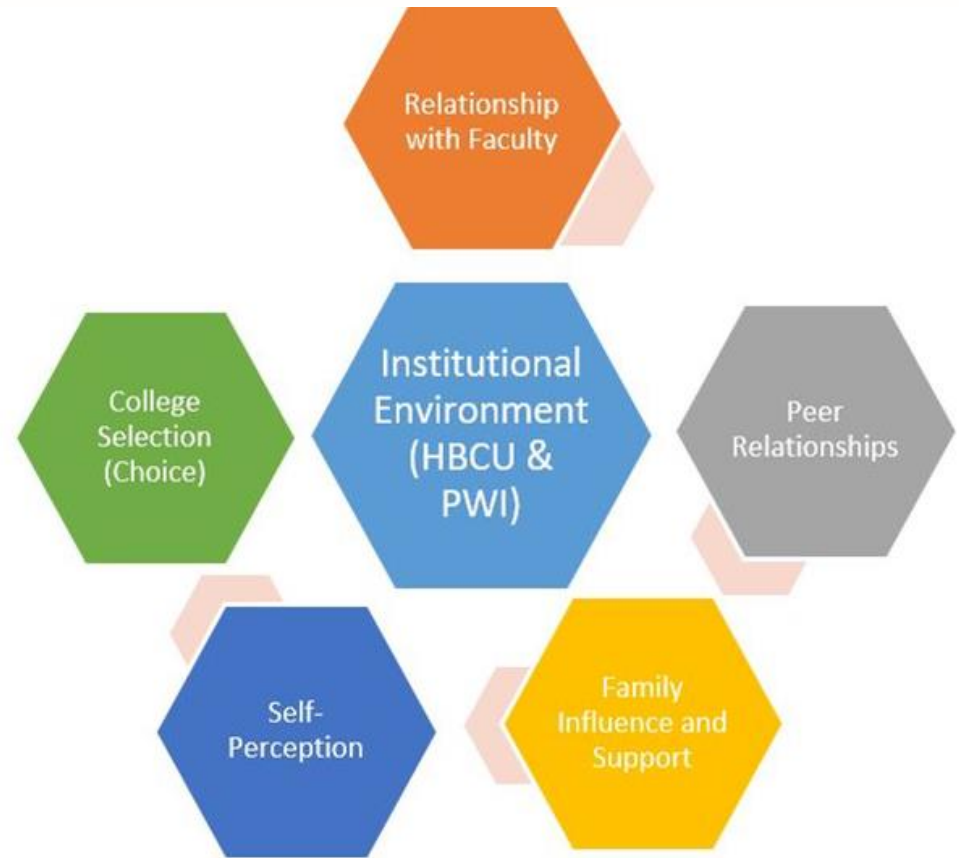 Relationship
with Faculty
Institutional
Environment
(HBCU &
PWI)
College
Selection
(Choice)
Peer
Relationships
Self-
Perception
Family
Influence and
Support